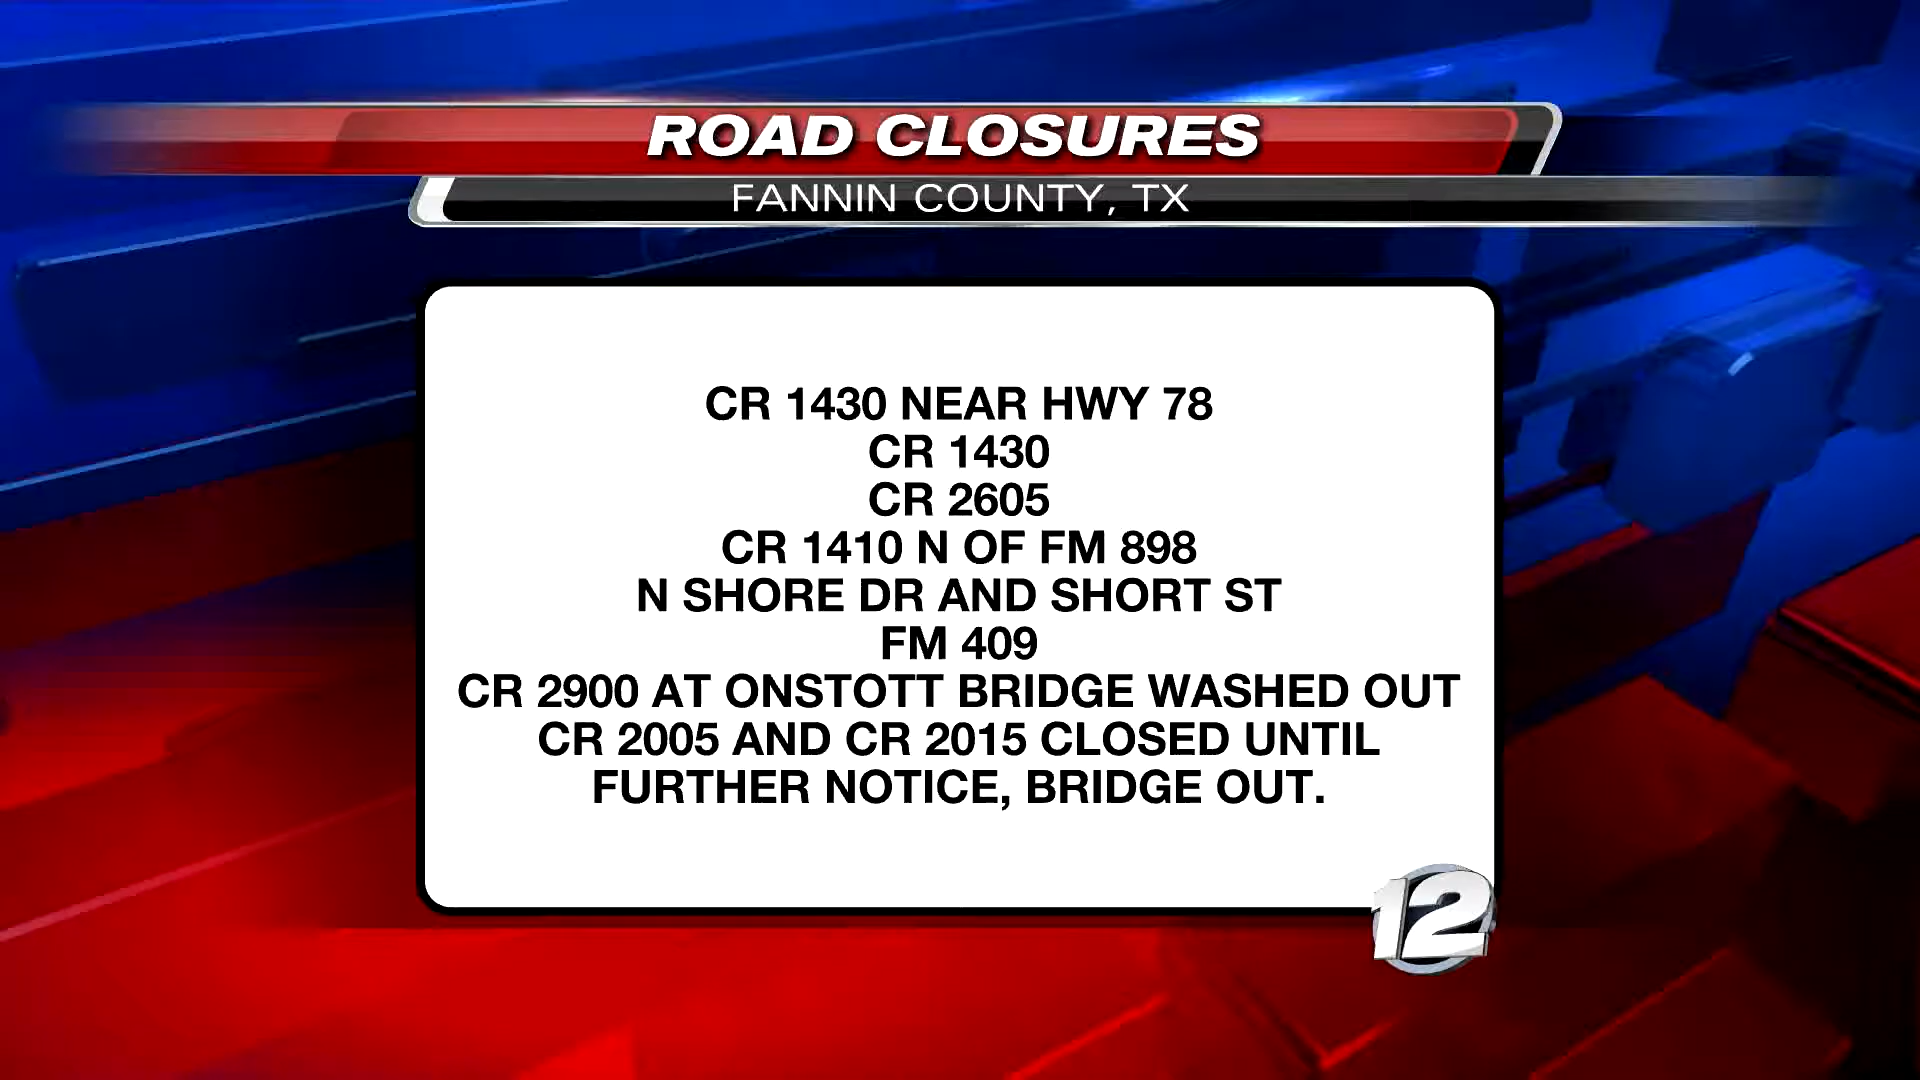 ROAD CLOSURES
FANNIN COUNTY, TX
CR 1430 NEAR HWY 78
CR 1430
CR 2605
CR 1410 N OF FM 898
N SHORE DR AND SHORT ST
FM 409
CR 2900 AT ONSTOTT BRIDGE WASHED OUT
CR 2005 AND CR 2015 CLOSED UNTIL
FURTHER NOTICE, BRIDGE OUT.
12